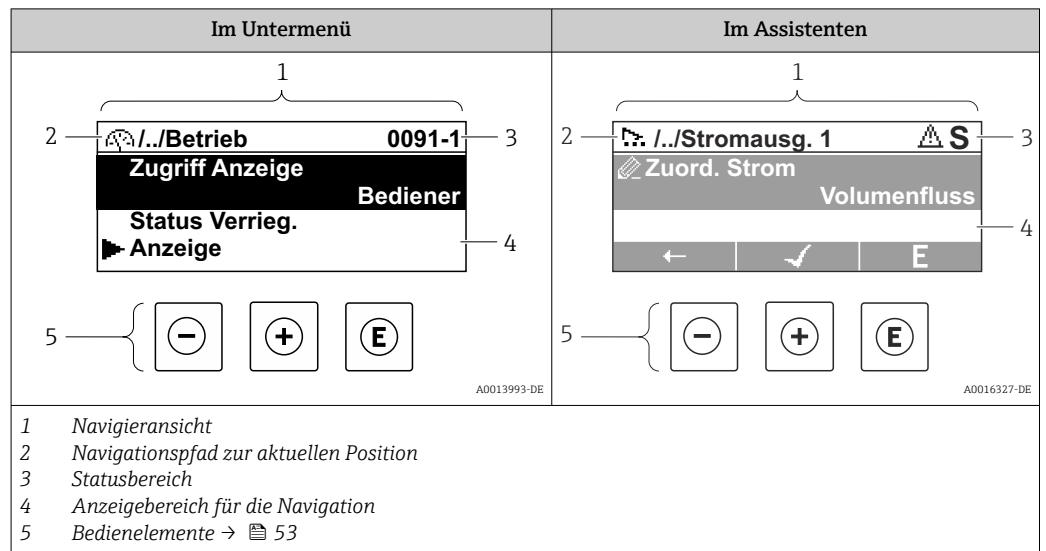 Im Untermenü
Im Assistenten
1
2
/../Betrieb 0091-1
3
Zugriff Anzeige
Bediener
Status Verrieg.
Anzeige
4
5
- + E
A0013993-DE
1
2
/../Stromausg. 1 S
3
Zuord. Strom
Volumenfluss
4
← ✓ E
5
- + E
A0016327-DE
1 Navigieransicht
2 Navigationspfad zur aktuellen Position
3 Statusbereich
4 Anzeigebereich für die Navigation
5 Bedienelemente → 53